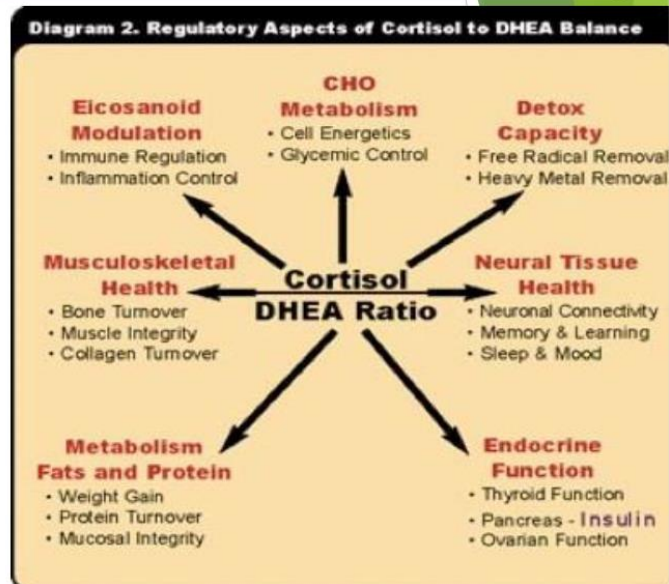 Diagram 2. Regulatory Aspects of Cortisol to DHEA Balance
CHO
Metabolism
• Cell Energetics
• Glycemic Control
Eicosanoid
Modulation
• Immune Regulation
• Inflammation Control
Detox
Capacity
• Free Radical Removal
• Heavy Metal Removal
Musculoskeletal
Health
• Bone Turnover
• Muscle Integrity
• Collagen Turnover
Cortisol
DHEA Ratio
Neural Tissue
Health
• Neuronal Connectivity
• Memory & Learning
• Sleep & Mood
Metabolism
Fats and Protein
• Weight Gain
• Protein Turnover
• Mucosal Integrity
Endocrine
Function
• Thyroid Function
• Pancreas - Insulin
• Ovarian Function